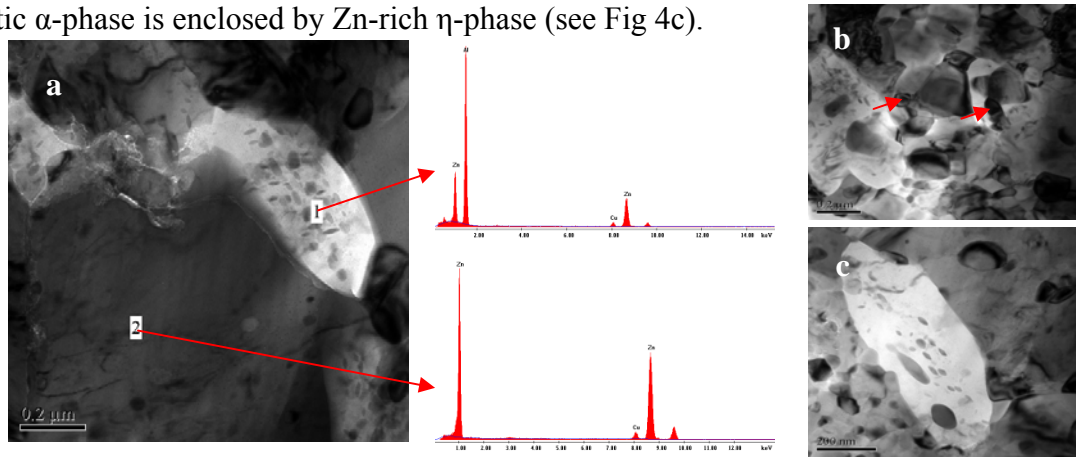 tic α-phase is enclosed by Zn-rich η-phase (see Fig 4c).
a
1
2
0.2 μm
Al
Zn
Cu
Zn
2.00 4.00 6.00 8.00 10.00 12.00 14.00 keV
Zn
Cu
Zn
1.00 2.00 3.00 4.00 5.00 6.00 7.00 8.00 9.00 10.00 11.00 12.00 keV
b
0.2μm
c
200 nm